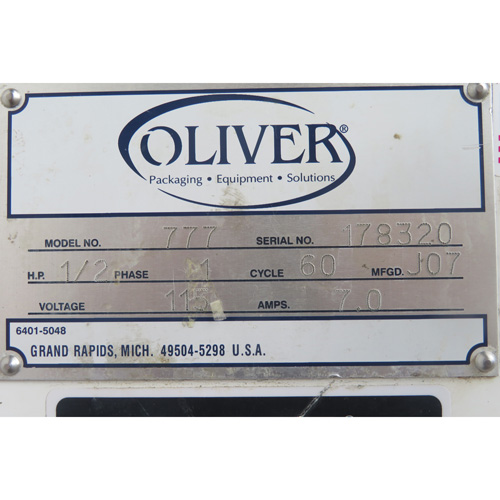 OLIVER®
Packaging • Equipment • Solutions
MODEL NO. 777 SERIAL NO. 178320
H.P. 1/2 PHASE 1 CYCLE 60 MFGD. J07
VOLTAGE 115 AMPS. 7.0
6401-5048
GRAND RAPIDS, MICH. 49504-5298 U.S.A.